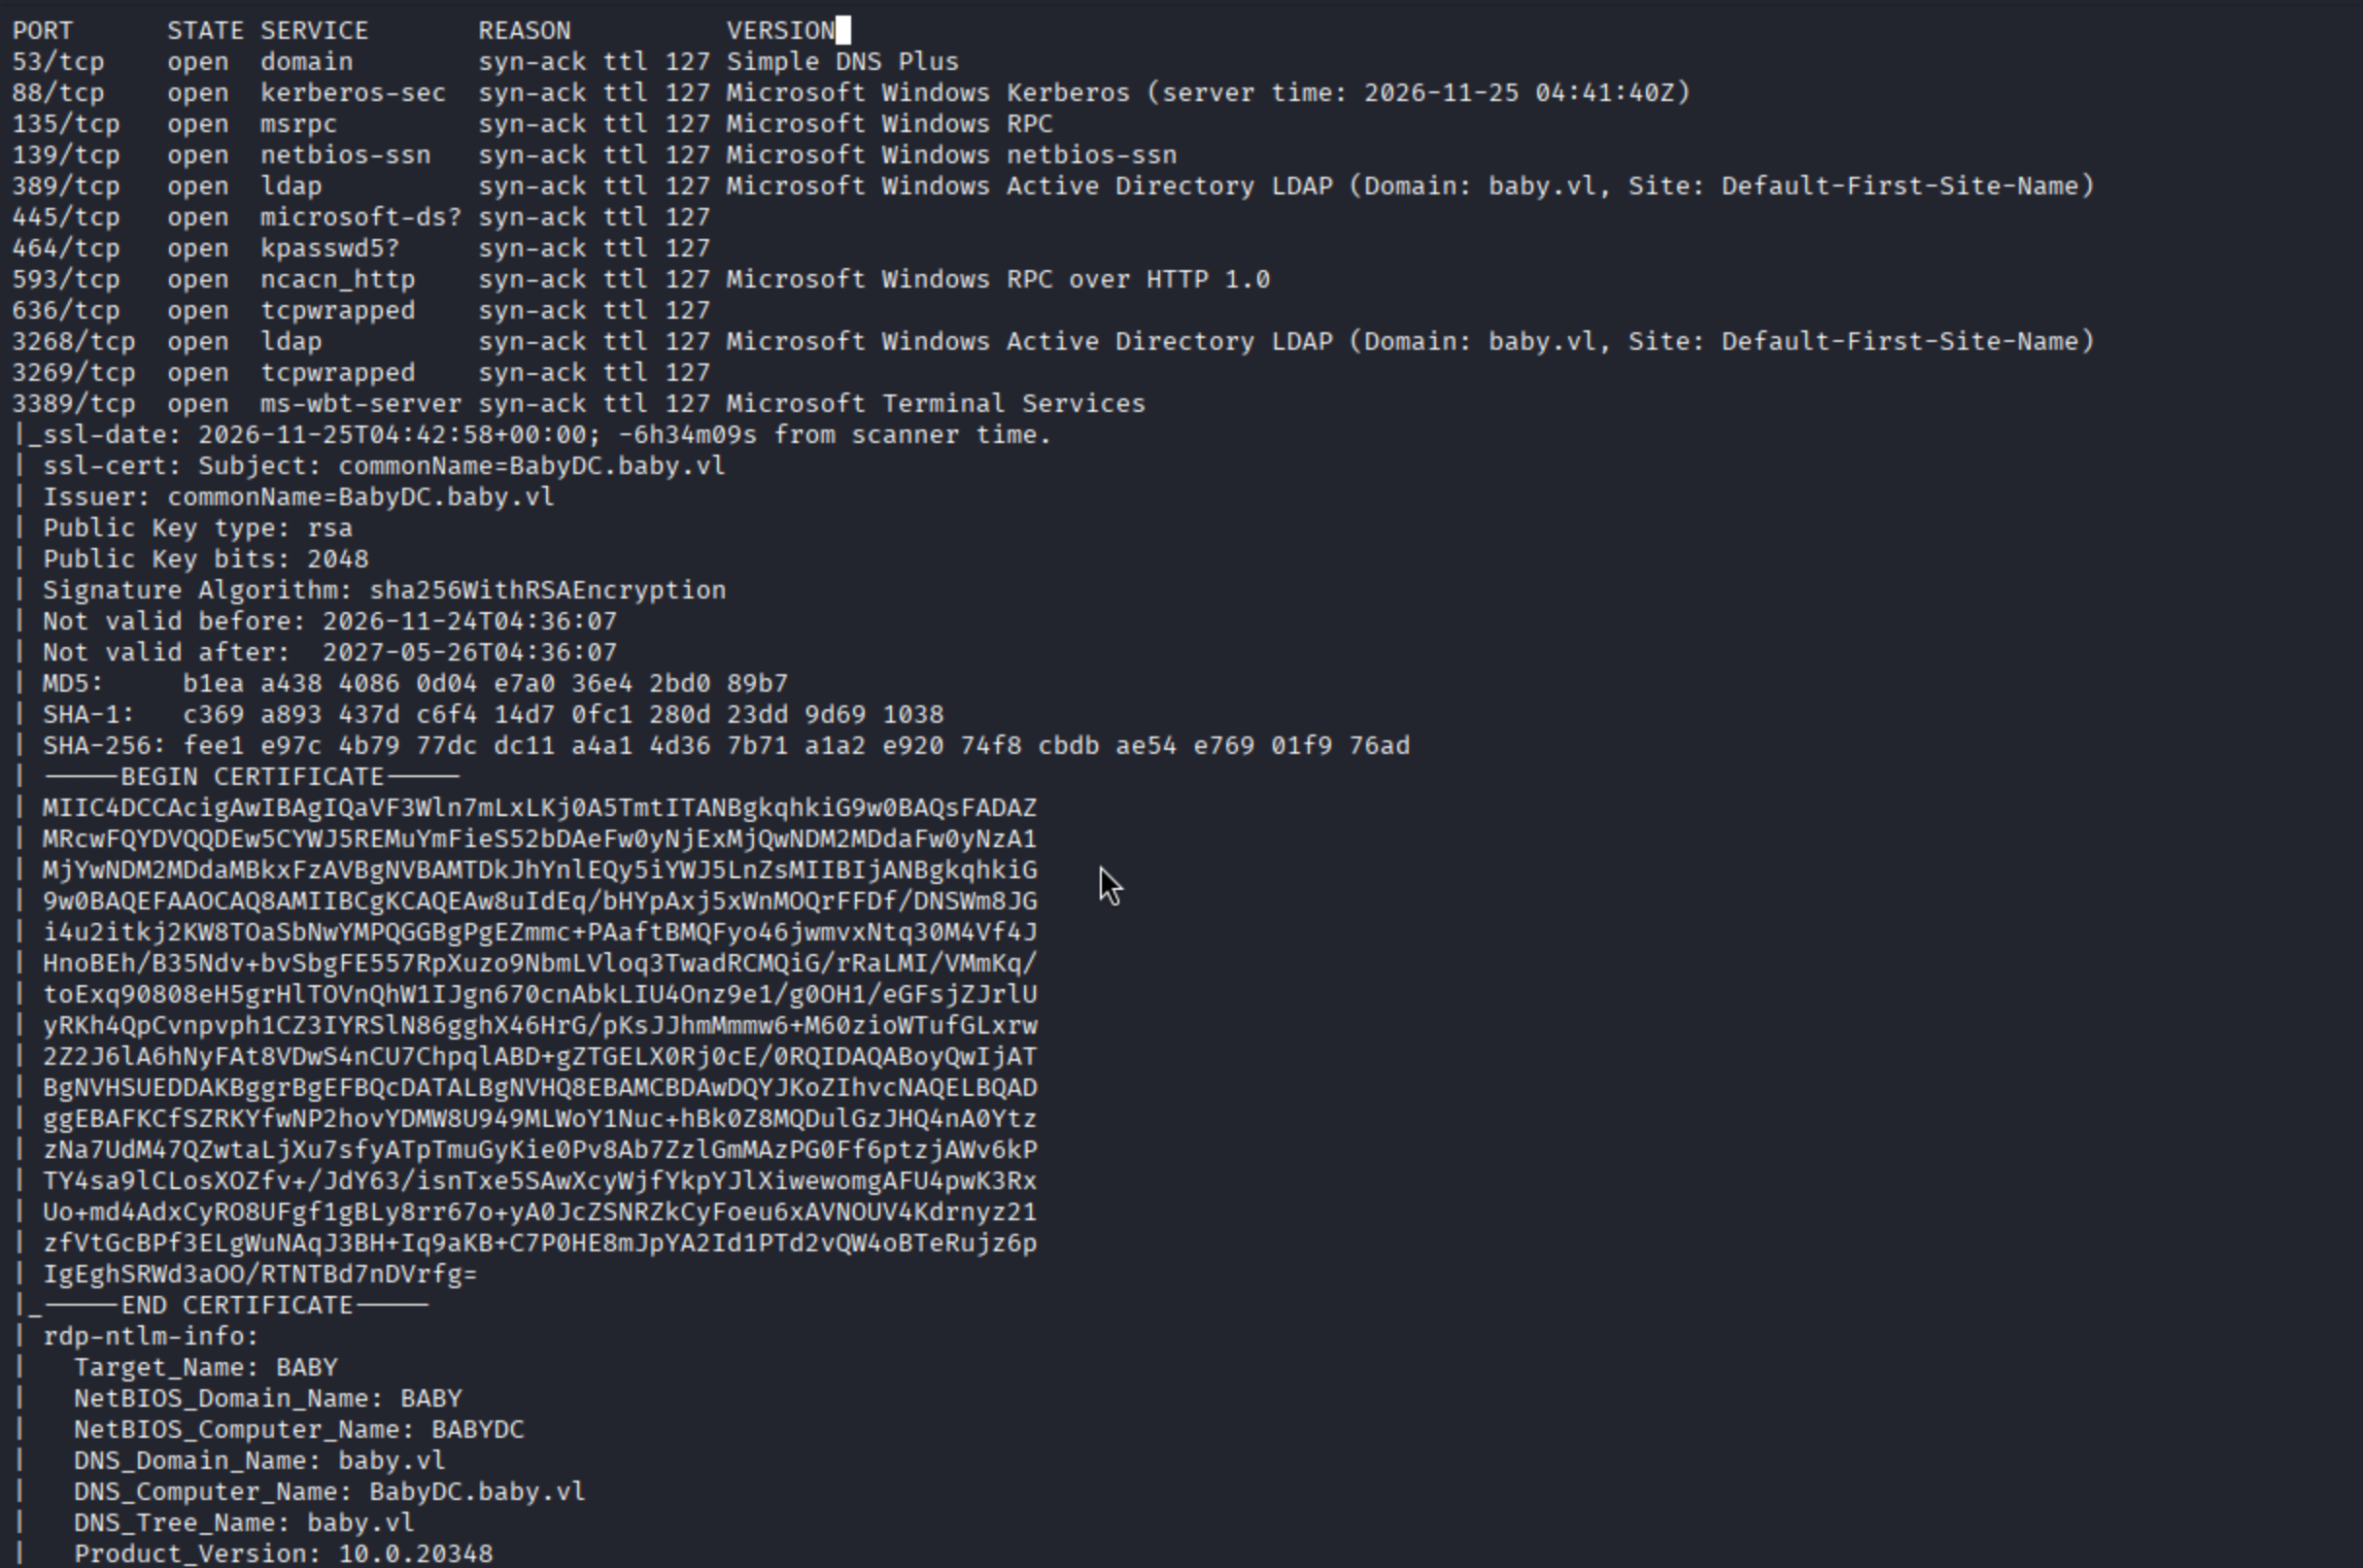 PORT      STATE SERVICE       REASON          VERSION
53/tcp    open  domain        syn-ack ttl 127 Simple DNS Plus
88/tcp    open  kerberos-sec  syn-ack ttl 127 Microsoft Windows Kerberos (server time: 2026-11-25 04:41:40Z)
135/tcp   open  msrpc         syn-ack ttl 127 Microsoft Windows RPC
139/tcp   open  netbios-ssn   syn-ack ttl 127 Microsoft Windows netbios-ssn
389/tcp   open  ldap          syn-ack ttl 127 Microsoft Windows Active Directory LDAP (Domain: baby.vl, Site: Default-First-Site-Name)
445/tcp   open  microsoft-ds? syn-ack ttl 127
464/tcp   open  kpasswd5?     syn-ack ttl 127
593/tcp   open  ncacn_http    syn-ack ttl 127 Microsoft Windows RPC over HTTP 1.0
636/tcp   open  tcpwrapped    syn-ack ttl 127
3268/tcp  open  ldap          syn-ack ttl 127 Microsoft Windows Active Directory LDAP (Domain: baby.vl, Site: Default-First-Site-Name)
3269/tcp  open  tcpwrapped    syn-ack ttl 127
3389/tcp  open  ms-wbt-server syn-ack ttl 127 Microsoft Terminal Services
|_ssl-date: 2026-11-25T04:42:58+00:00; -6h34m09s from scanner time.
| ssl-cert: Subject: commonName=BabyDC.baby.vl
| Issuer: commonName=BabyDC.baby.vl
| Public Key type: rsa
| Public Key bits: 2048
| Signature Algorithm: sha256WithRSAEncryption
| Not valid before: 2026-11-24T04:36:07
| Not valid after:  2027-05-26T04:36:07
| MD5:     b1ea a438 4086 0d04 e7a0 36e4 2bd0 89b7
| SHA-1:   c369 a893 437d c6f4 14d7 0fc1 280d 23dd 9d69 1038
| SHA-256: fee1 e97c 4b79 77dc dc11 a4a1 4d36 7b71 a1a2 e920 74f8 cbdb ae54 e769 01f9 76ad
| -----BEGIN CERTIFICATE-----
| MIIC4DCCAcigAwIBAgIQaVF3Wln7mLxLKj0A5TmtITANBgkqhkiG9w0BAQsFADAZ
| MRcwFQYDVQQDEw5CYWJ5REMuYmFieS52bDAeFw0yNjExMjQwNDM2MDdaFw0yNzA1
| MjYwNDM2MDdaMBkxFzAVBgNVBAMTDkJhYnlEQy5iYWJ5LnZsMIIBIjANBgkqhkiG
| 9w0BAQEFAAOCAQ8AMIIBCgKCAQEAw8uIdEq/bHYpAxj5xWnMOQrFFDf/DNSWm8JG
| i4u2itkj2KW8TOaSbNwYMPQGGBgPgEZmmc+PAaftBMQFyo46jwmvxNtq30M4Vf4J
| HnoBEh/B35Ndv+bvSbgFE557RpXuzo9NbmLVloq3TwadRCMQiG/rRaLMI/VMmKq/
| toExq90808eH5grHlTOVnQhW1IJgn670cnAbkLIU4Onz9e1/g0OH1/eGFsjZJrlU
| yRKh4QpCvnpvph1CZ3IYRSlN86gghX46HrG/pKsJJhmMmmw6+M60zioWTufGLxrw
| 2Z2J6lA6hNyFAt8VDwS4nCU7ChpqlABD+gZTGELX0Rj0cE/0RQIDAQABoyQwIjAT
| BgNVHSUEDDAKBggrBgEFBQcDATALBgNVHQ8EBAMCBDAwDQYJKoZIhvcNAQELBQAD
| ggEBAFKCfSZRKYfwNP2hovYDMW8U949MLWoY1Nuc+hBk0Z8MQDulGzJHQ4nA0Ytz
| zNa7UdM47QZwtaLjXu7sfyATpTmuGyKie0Pv8Ab7ZzlGmMAzPG0Ff6ptzjAWv6kP
| TY4sa9lCLosXOZfv+/JdY63/isnTxe5SAwXcyWjfYkpYJlXiwewomgAFU4pwK3Rx
| Uo+md4AdxCyRO8UFgf1gBLy8rr67o+yA0JcZSNRZkCyFoeu6xAVNOUV4Kdrnyz21
| zfVtGcBPf3ELgWuNAqJ3BH+Iq9aKB+C7P0HE8mJpYA2Id1PTd2vQW4oBTeRujz6p
| IgEghSRWd3aOO/RTNTBd7nDVrfg=
|_-----END CERTIFICATE-----
| rdp-ntlm-info:
|   Target_Name: BABY
|   NetBIOS_Domain_Name: BABY
|   NetBIOS_Computer_Name: BABYDC
|   DNS_Domain_Name: baby.vl
|   DNS_Computer_Name: BabyDC.baby.vl
|   DNS_Tree_Name: baby.vl
|   Product_Version: 10.0.20348